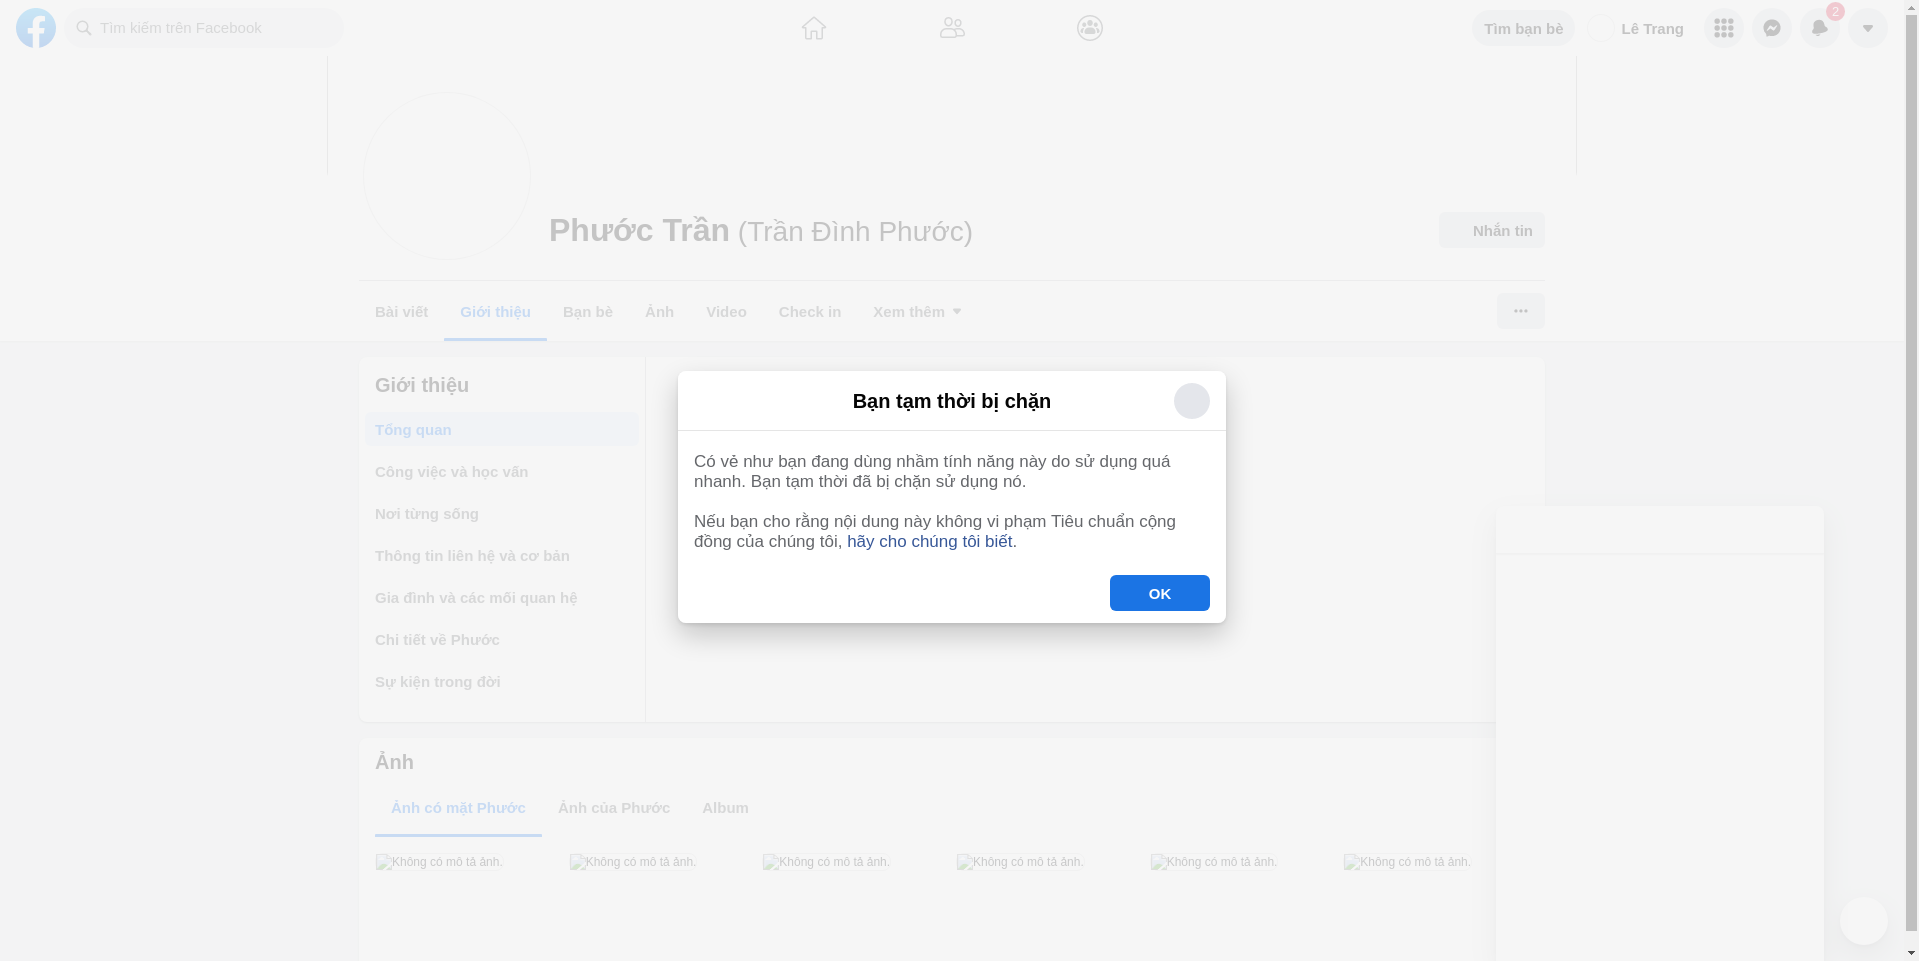 Tìm kiếm trên Facebook
Tìm bạn bè
Lê Trang
2
Phước Trần (Trần Đình Phước)
Nhắn tin
Bài viết
Giới thiệu
Bạn bè
Ảnh
Video
Check in
Xem thêm
Giới thiệu
Tổng quan
Công việc và học vấn
Nơi từng sống
Thông tin liên hệ và cơ bản
Gia đình và các mối quan hệ
Chi tiết về Phước
Sự kiện trong đời
Bạn tạm thời bị chặn
Có vẻ như bạn đang dùng nhầm tính năng này do sử dụng quá
nhanh. Bạn tạm thời đã bị chặn sử dụng nó.
Nếu bạn cho rằng nội dung này không vi phạm Tiêu chuẩn cộng
đồng của chúng tôi, hãy cho chúng tôi biết.
OK
Ảnh
Ảnh có mặt Phước
Ảnh của Phước
Album
Không có mô tả ảnh.
Không có mô tả ảnh.
Không có mô tả ảnh.
Không có mô tả ảnh.
Không có mô tả ảnh.
Không có mô tả ảnh.